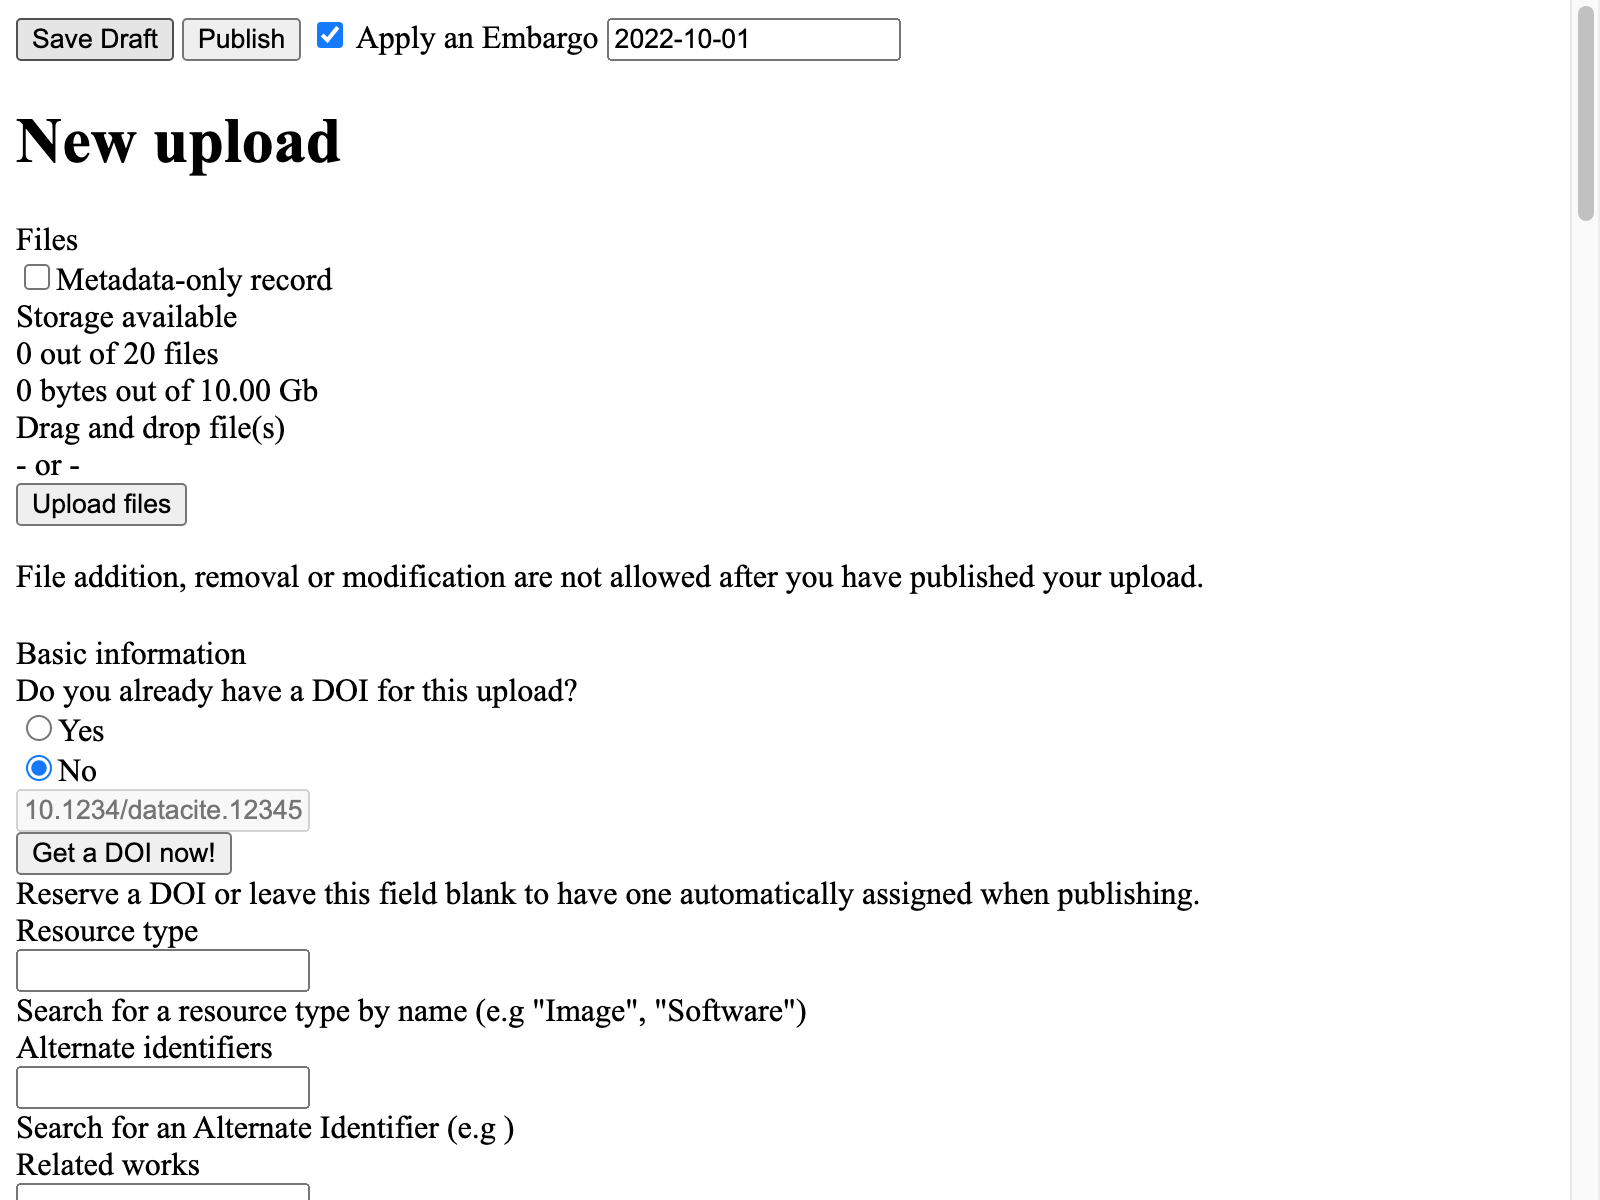 Save Draft Publish Apply an Embargo 2022-10-01
New upload
Files
Metadata-only record
Storage available
0 out of 20 files
0 bytes out of 10.00 Gb
Drag and drop file(s)
- or -
Upload files
File addition, removal or modification are not allowed after you have published your upload.
Basic information
Do you already have a DOI for this upload?
Yes
No
10.1234/datacite.12345
Get a DOI now!
Reserve a DOI or leave this field blank to have one automatically assigned when publishing.
Resource type
Search for a resource type by name (e.g "Image", "Software")
Alternate identifiers
Search for an Alternate Identifier (e.g )
Related works